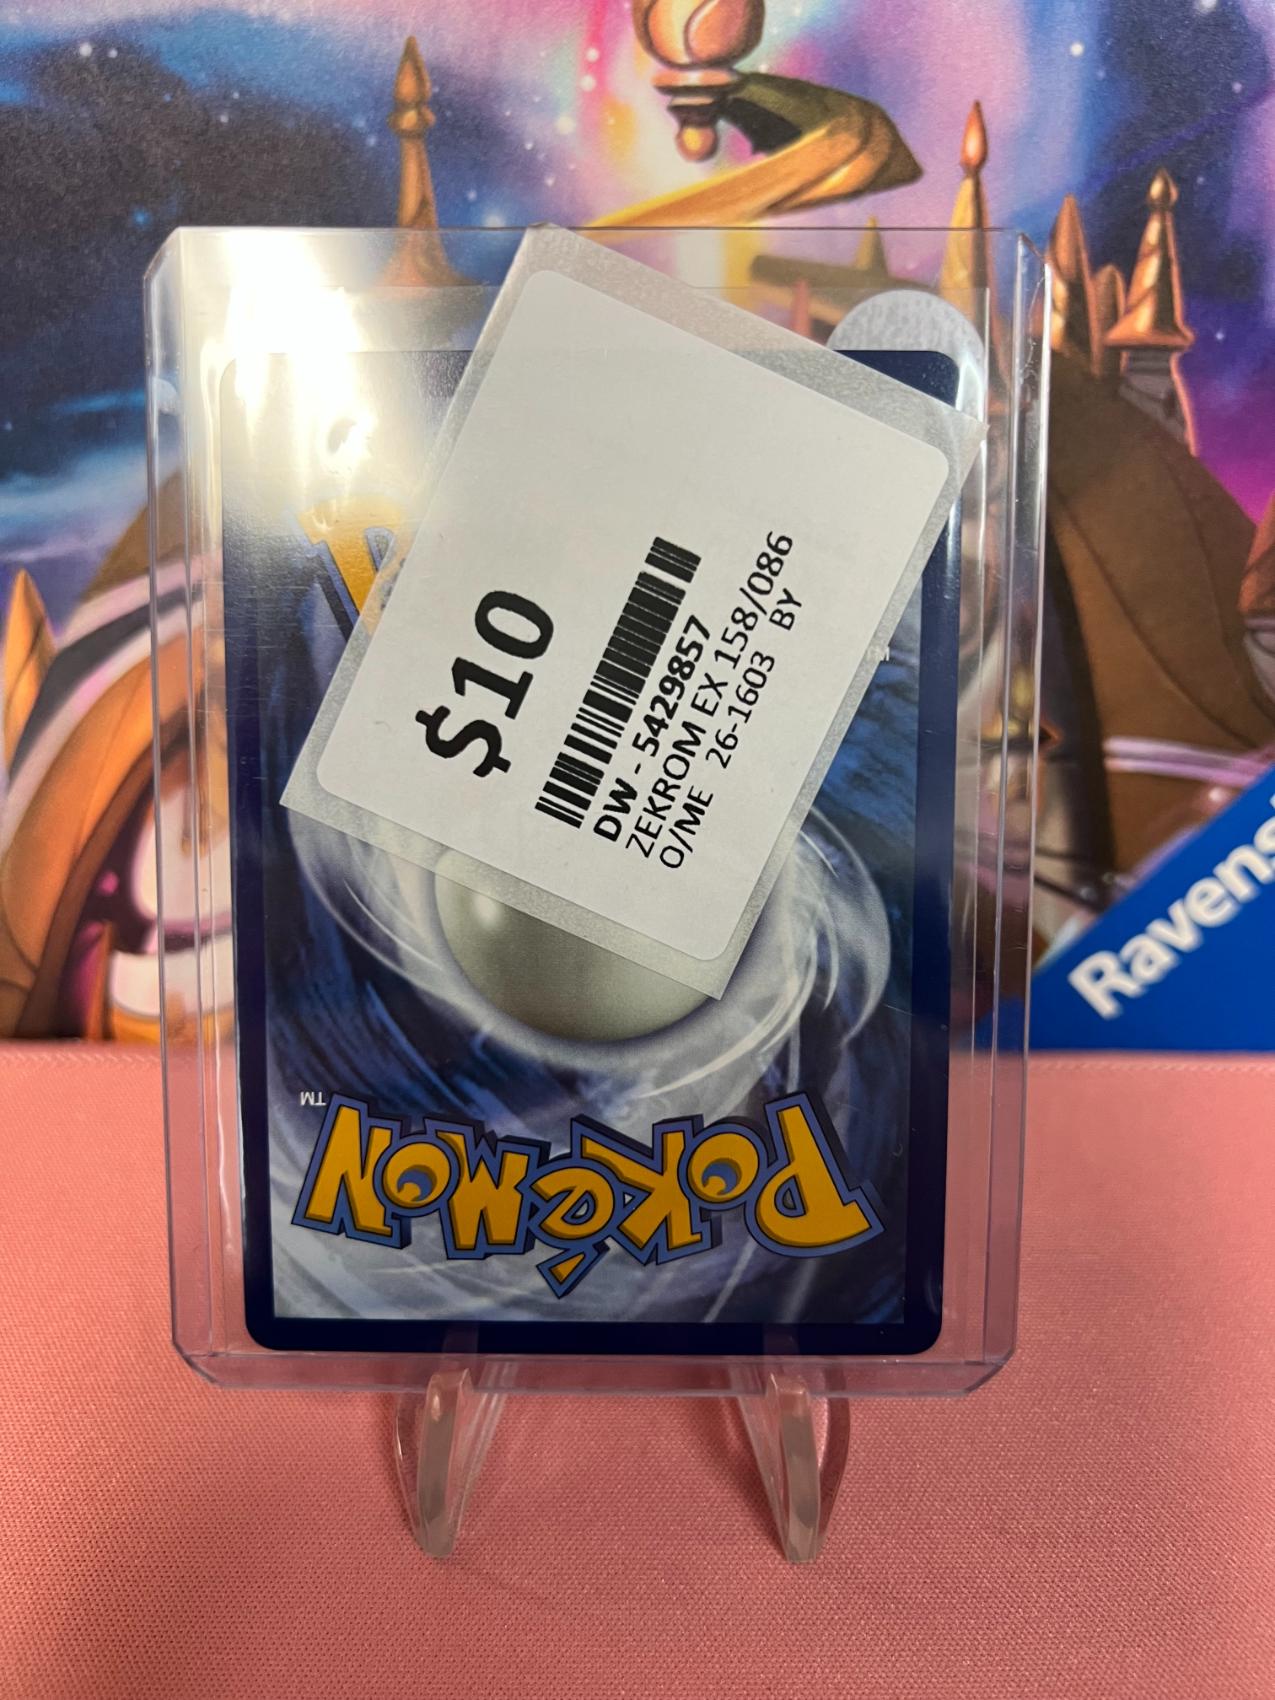 $10
DW - 5429857
ZEKROM EX 158/086
O/ME 26-1603 BY
Ravens
POKéMON
TM